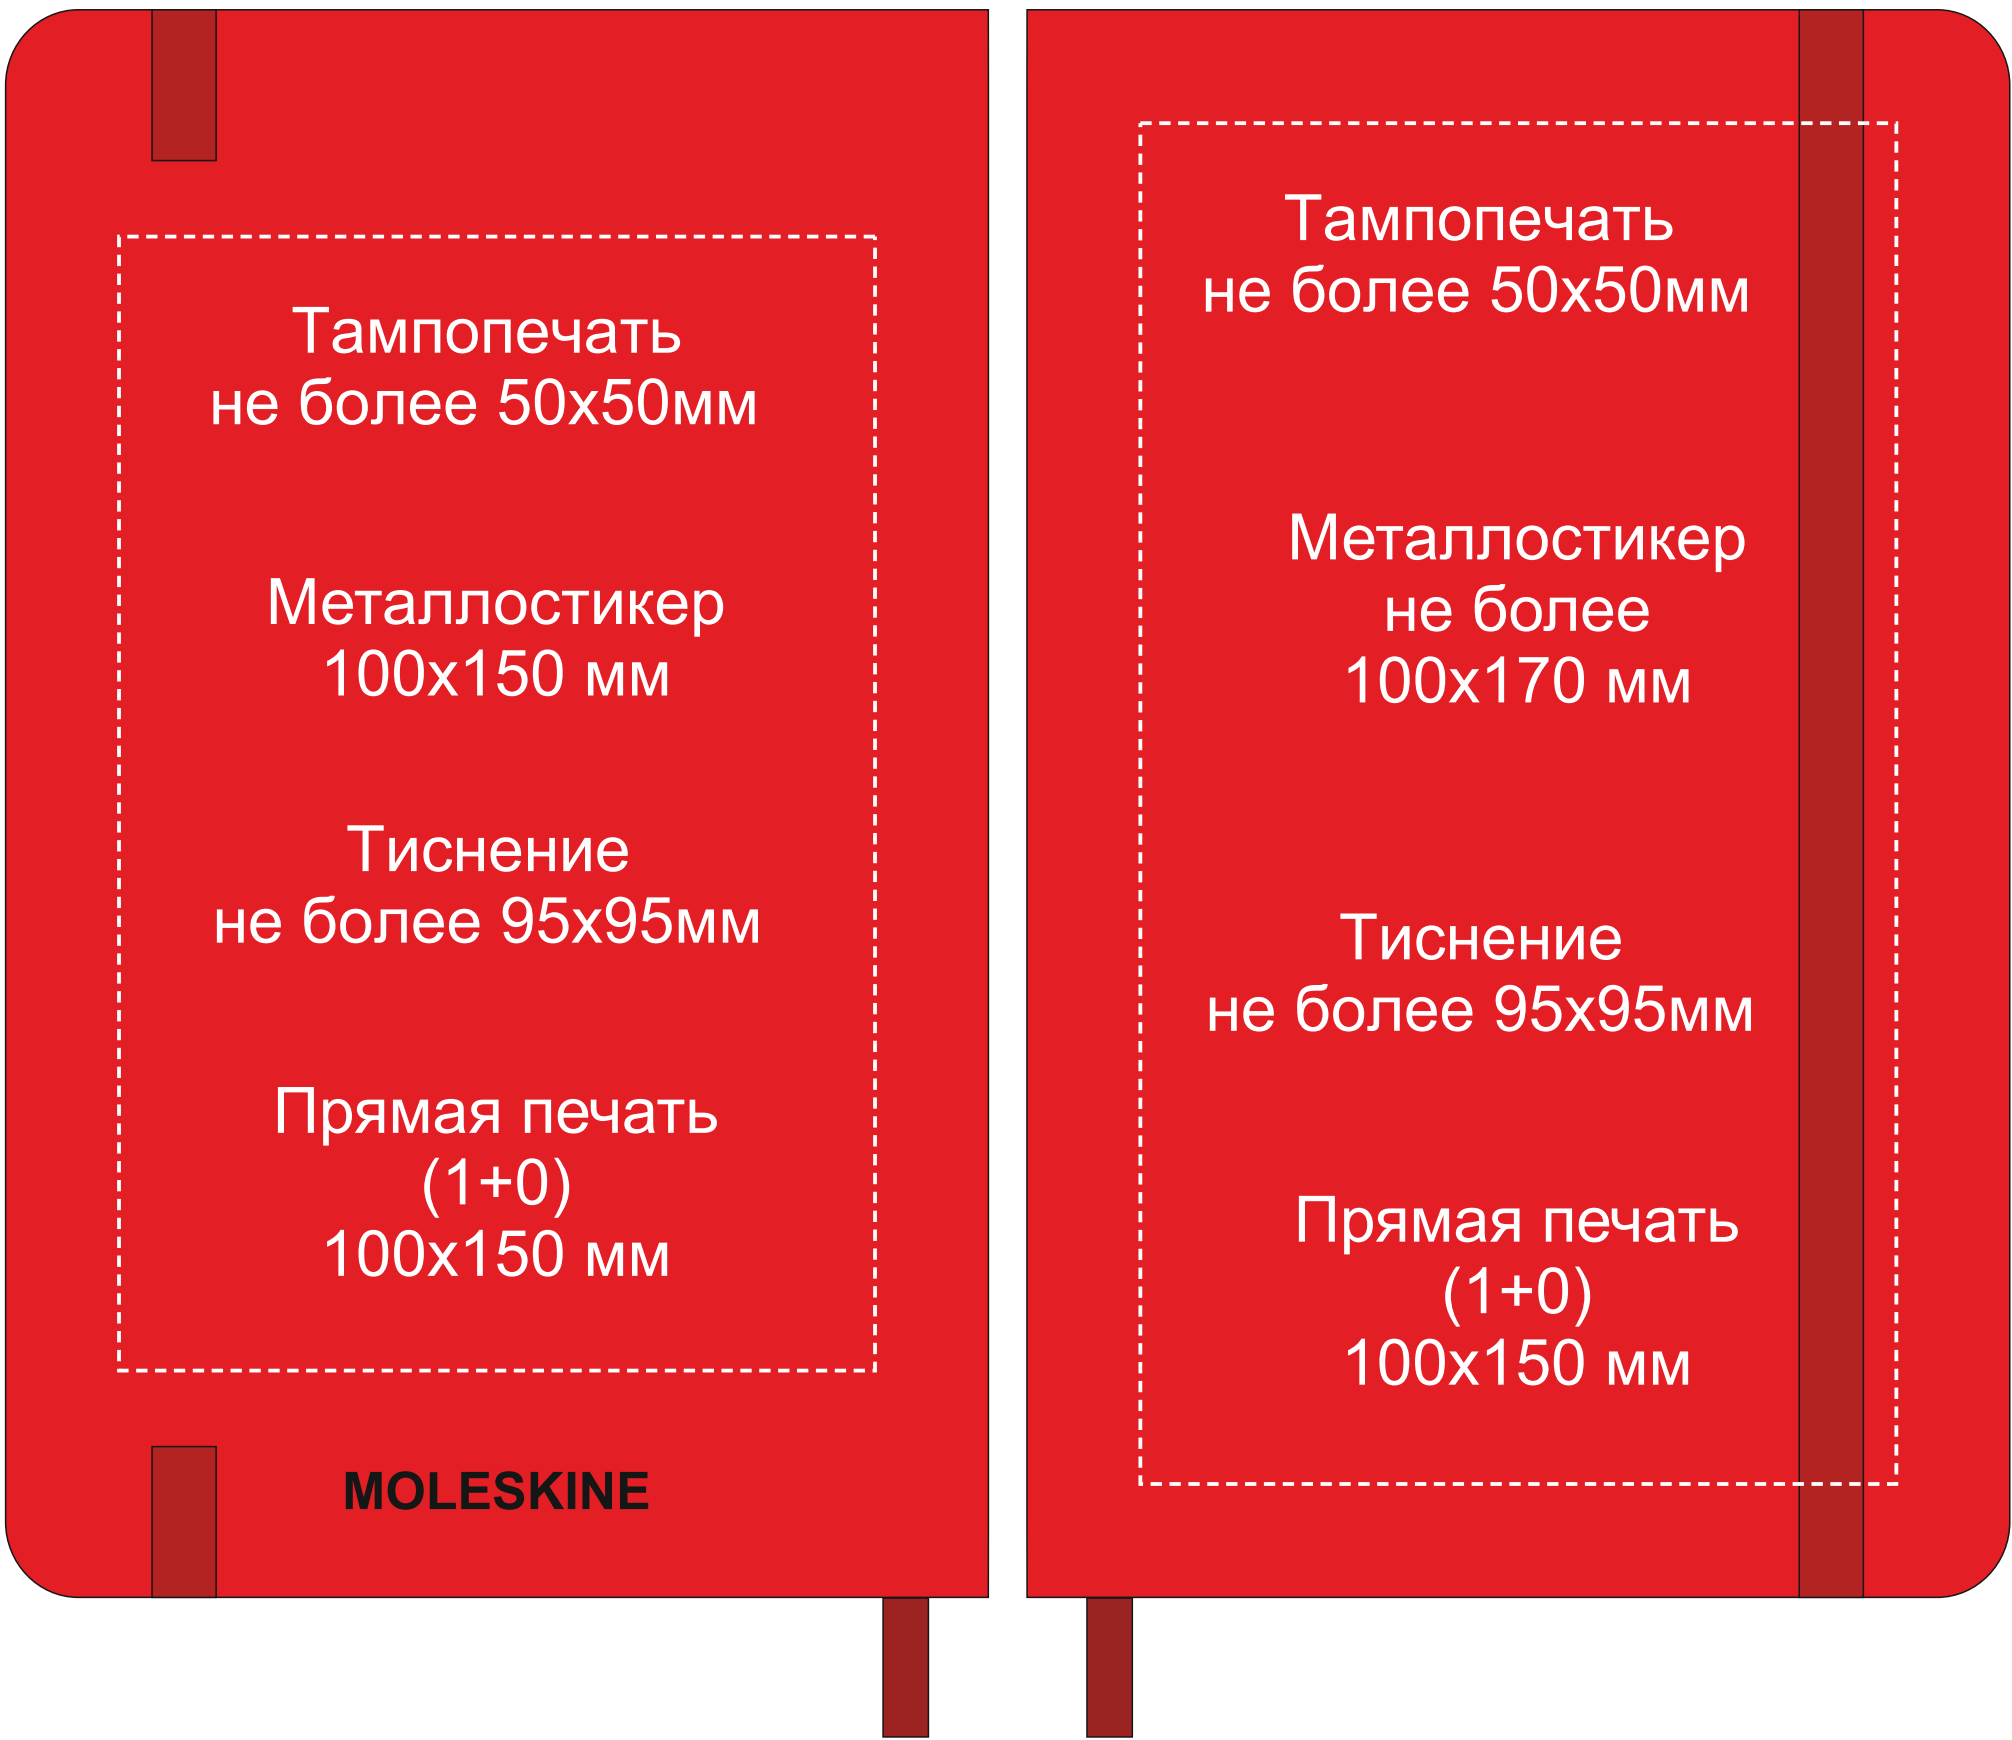 Тампопечать
не более 50х50мм
Металлостикер
100х150 мм
Тиснение
не более 95х95мм
Прямая печать
(1+0)
100х150 мм
MOLESKINE
Тампопечать
не более 50х50мм
Металлостикер
не более
100х170 мм
Тиснение
не более 95х95мм
Прямая печать
(1+0)
100х150 мм